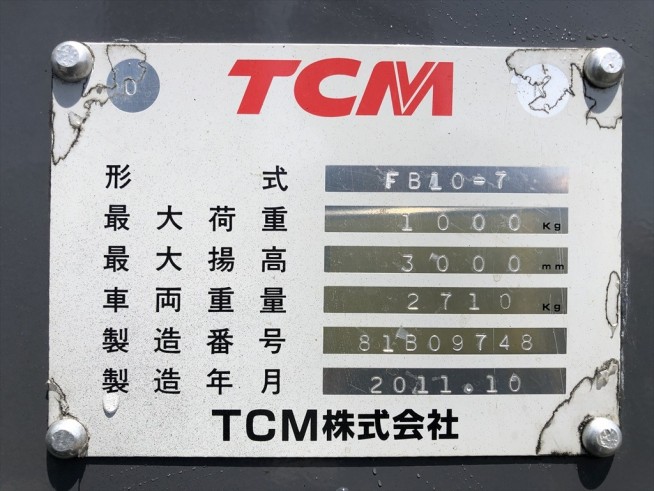 TCM
形式 FB10-7
最大荷重 1000 Kg
最大揚高 3000 mm
車両重量 2710 Kg
製造番号 81B09748
製造年月 2011.10
TCM株式会社